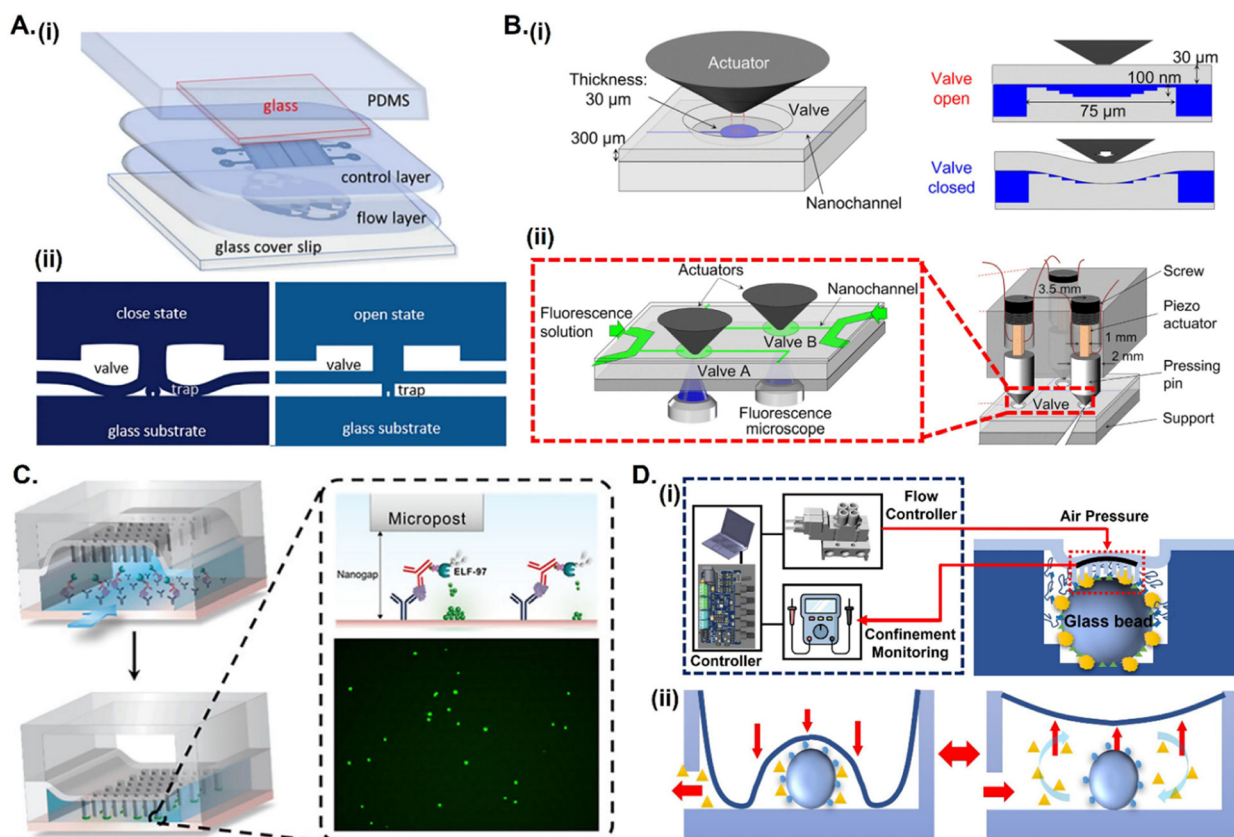 A.
(i)
PDMS
glass
control layer
flow layer
glass cover slip
(ii)
close state
valve
trap
glass substrate
open state
valve
trap
glass substrate
B.
(i)
Actuator
Thickness:
30 µm
Valve
300 µm
Nanochannel
Valve
open
30 µm
100 nm
75 µm
Valve
closed
(ii)
Actuators
Nanochannel
Fluorescence
solution
Valve B
Valve A
Fluorescence
microscope
3.5 mm
Screw
Piezo
actuator
1 mm
2 mm
Pressing
pin
Valve
Support
C.
Micropost
Nanogap
ELF-97
D.
(i)
Flow
Controller
Air Pressure
Controller
Confinement
Monitoring
Glass bead
(ii)